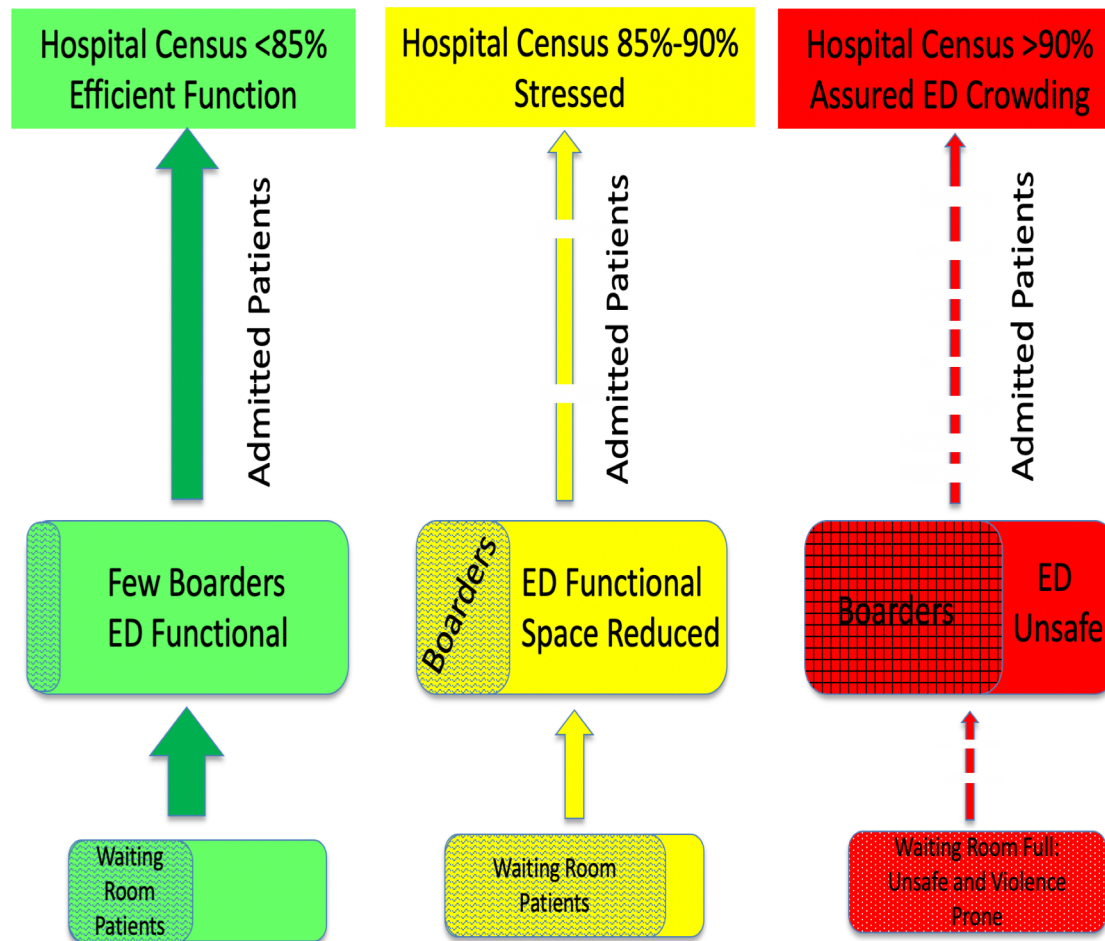 Hospital Census <85%
Efficient Function
Hospital Census 85%-90%
Stressed
Hospital Census >90%
Assured ED Crowding
Admitted Patients
Admitted Patients
Admitted Patients
Few Boarders
ED Functional
Boarders
ED Functional
Space Reduced
Boarders
ED
Unsafe
Waiting
Room
Patients
Waiting Room
Patients
Waiting Room Full:
Unsafe and Violence
Prone